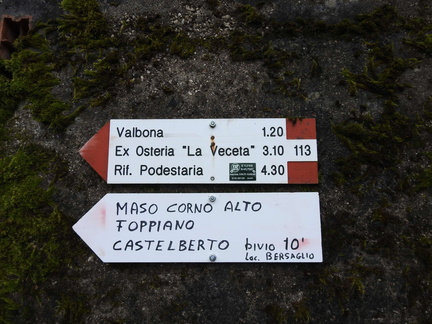 Valbona 1.20
Ex Osteria "La Veceta" 3.10 113
Rif. Podestaria 4.30
MASO CORNO ALTO
FOPPIANO
CASTELBERTO bivio 10'
Loc. BERSAGLIO